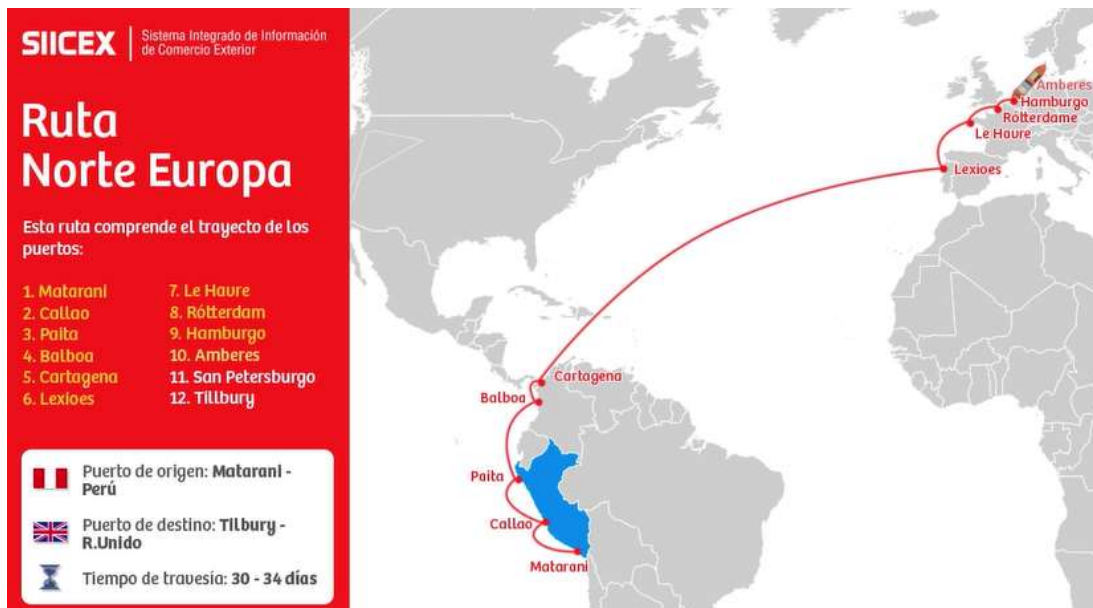 SIICEX
Sistema Integrado de Información
de Comercio Exterior
Ruta
Norte Europa
Esta ruta comprende el trayecto de los
puertos:
1. Matarani
2. Callao
3. Paita
4. Balboa
5. Cartagena
6. Lexioes
7. Le Havre
8. Rótterdam
9. Hamburgo
10. Amberes
11. San Petersburgo
12. Tillbury
Puerto de origen: Matarani -
Perú
Puerto de destino: Tilbury -
R.Unido
Tiempo de travesía: 30 - 34 días
Amberes
Hamburgo
Rótterdame
Le Havre
Lexioes
Cartagena
Balboa
Paita
Callao
Matarani